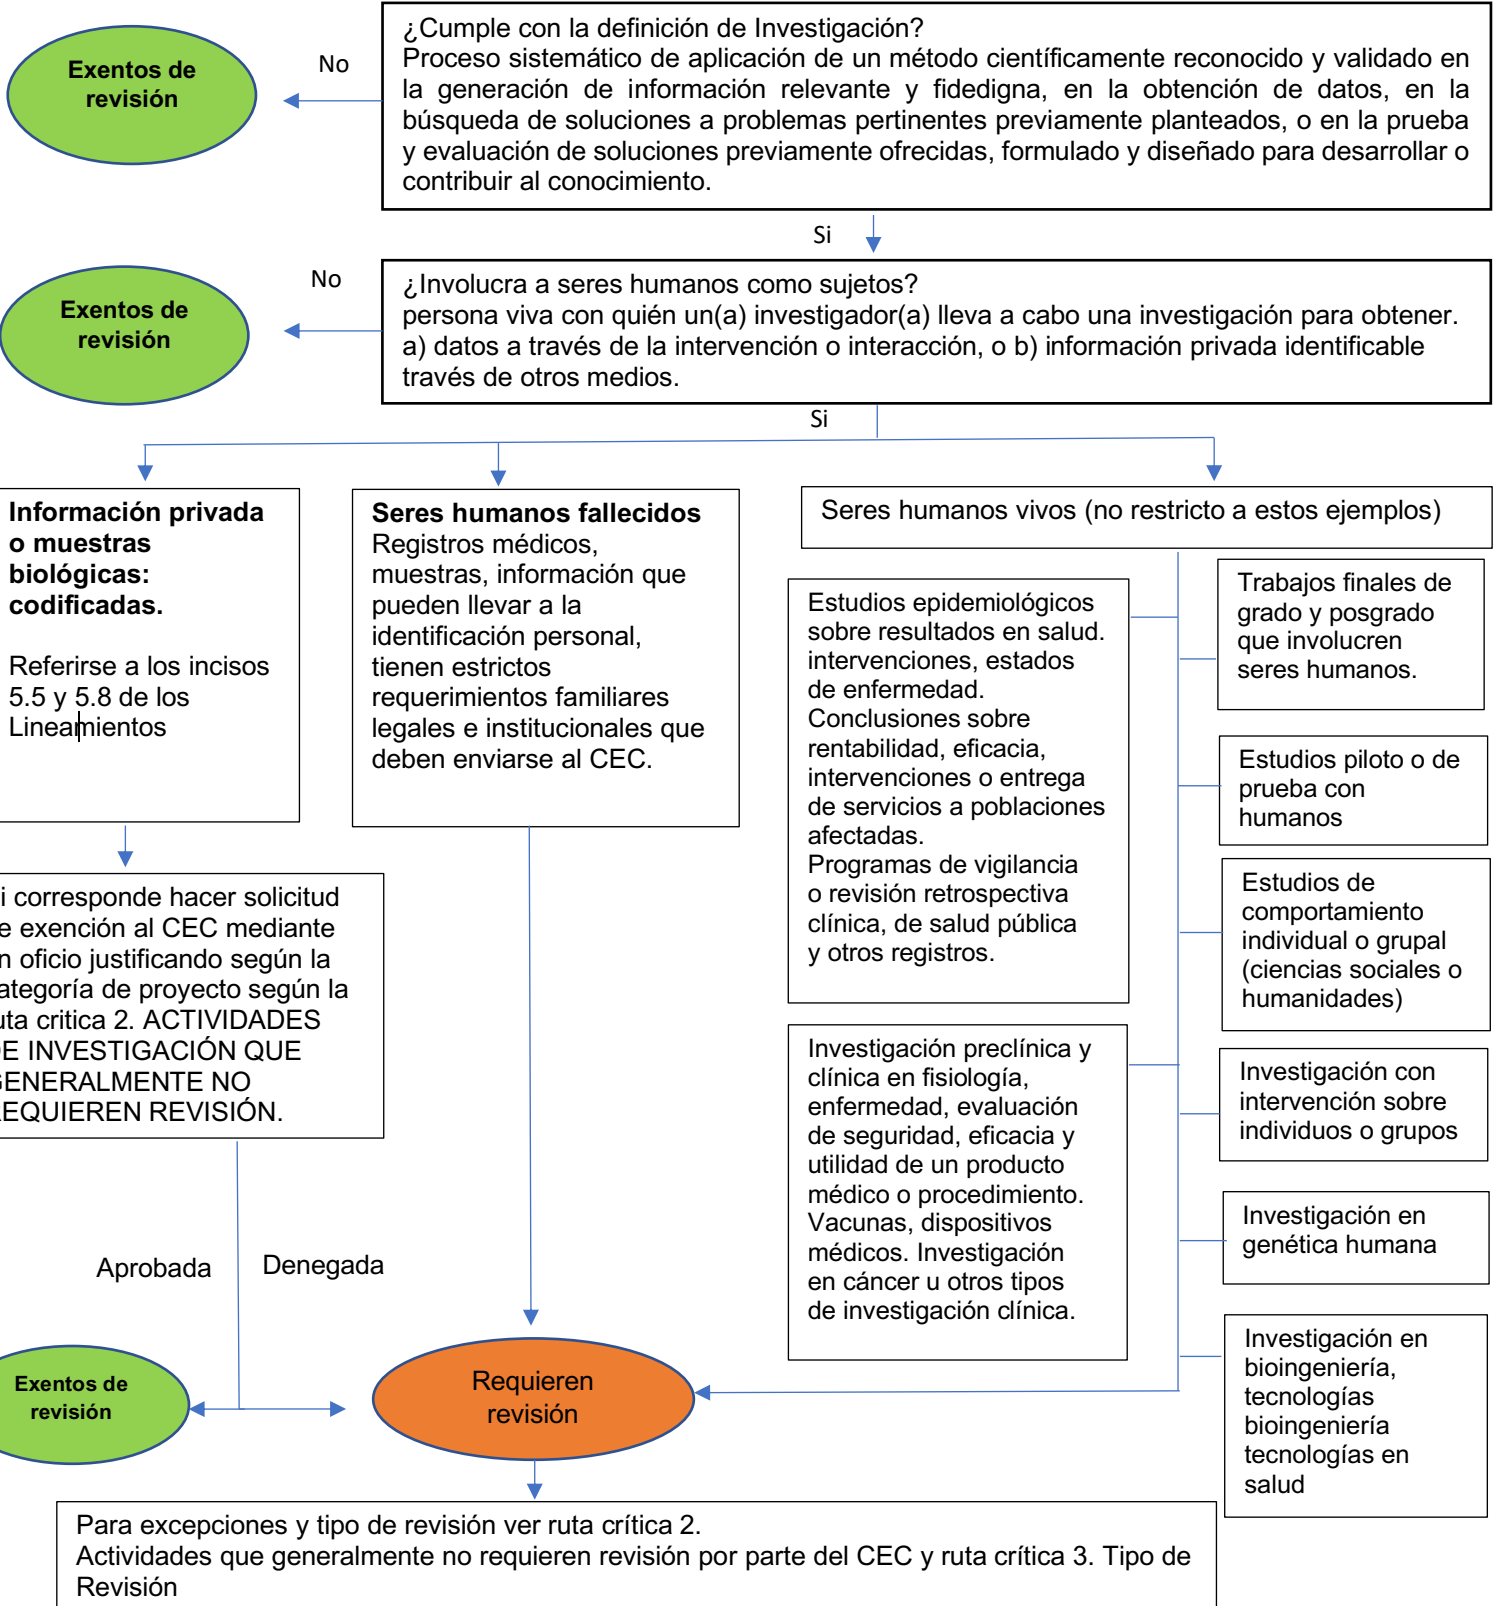 ¿Cumple con la definición de Investigación?
Proceso sistemático de aplicación de un método científicamente reconocido y validado en
la generación de información relevante y fidedigna, en la obtención de datos, en la
búsqueda de soluciones a problemas pertinentes previamente planteados, o en la prueba
y evaluación de soluciones previamente ofrecidas, formulado y diseñado para desarrollar o
contribuir al conocimiento.
No
Exentos de
revisión
Si
¿Involucra a seres humanos como sujetos?
persona viva con quién un(a) investigador(a) lleva a cabo una investigación para obtener.
a) datos a través de la intervención o interacción, o b) información privada identificable
través de otros medios.
No
Exentos de
revisión
Si
Información privada
o muestras
biológicas:
codificadas.
Referirse a los incisos
5.5 y 5.8 de los
Lineamientos
Seres humanos fallecidos
Registros médicos,
muestras, información que
pueden llevar a la
identificación personal,
tienen estrictos
requerimientos familiares
legales e institucionales que
deben enviarse al CEC.
Seres humanos vivos (no restricto a estos ejemplos)
Estudios epidemiológicos
sobre resultados en salud.
intervenciones, estados
de enfermedad.
Conclusiones sobre
rentabilidad, eficacia,
intervenciones o entrega
de servicios a poblaciones
afectadas.
Programas de vigilancia
o revisión retrospectiva
clínica, de salud pública
y otros registros.
Investigación preclínica y
clínica en fisiología,
enfermedad, evaluación
de seguridad, eficacia y
utilidad de un producto
médico o procedimiento.
Vacunas, dispositivos
médicos. Investigación
en cáncer u otros tipos
de investigación clínica.
Trabajos finales de
grado y posgrado
que involucren
seres humanos.
Estudios piloto o de
prueba con
humanos
Estudios de
comportamiento
individual o grupal
(ciencias sociales o
humanidades)
Investigación con
intervención sobre
individuos o grupos
Investigación en
genética humana
Investigación en
bioingeniería,
tecnologías
bioingeniería
tecnologías en
salud
i corresponde hacer solicitud
e exención al CEC mediante
n oficio justificando según la
ategoría de proyecto según la
uta critica 2. ACTIVIDADES
DE INVESTIGACIÓN QUE
GENERALMENTE NO
REQUIEREN REVISIÓN.
Aprobada
Denegada
Exentos de
revisión
Requieren
revisión
Para excepciones y tipo de revisión ver ruta crítica 2.
Actividades que generalmente no requieren revisión por parte del CEC y ruta crítica 3. Tipo de
Revisión